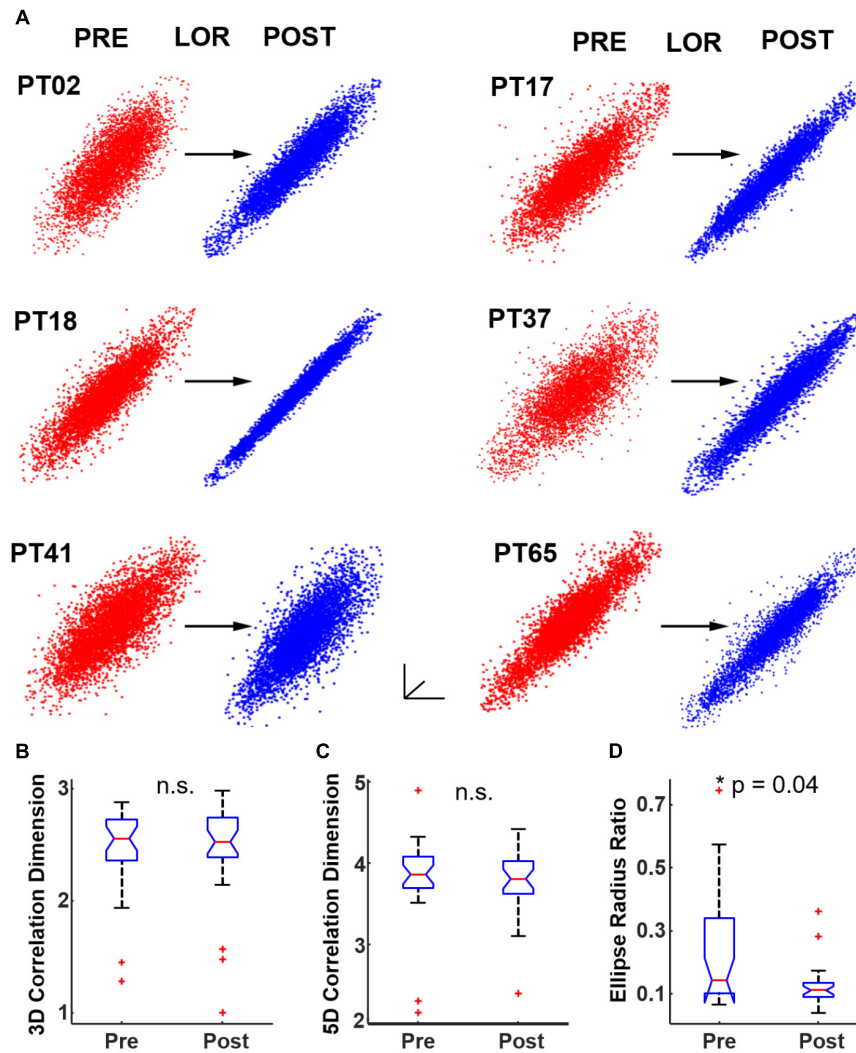 A
PRE LOR POST PRE LOR POST
PT02 PT17
PT18 PT37
PT41 PT65
B C D
3D Correlation Dimension
3
2
1
n.s.
Pre Post
5D Correlation Dimension
5
4
3
2
n.s.
Pre Post
Ellipse Radius Ratio
0.7
0.5
0.3
0.1
* p = 0.04
Pre Post